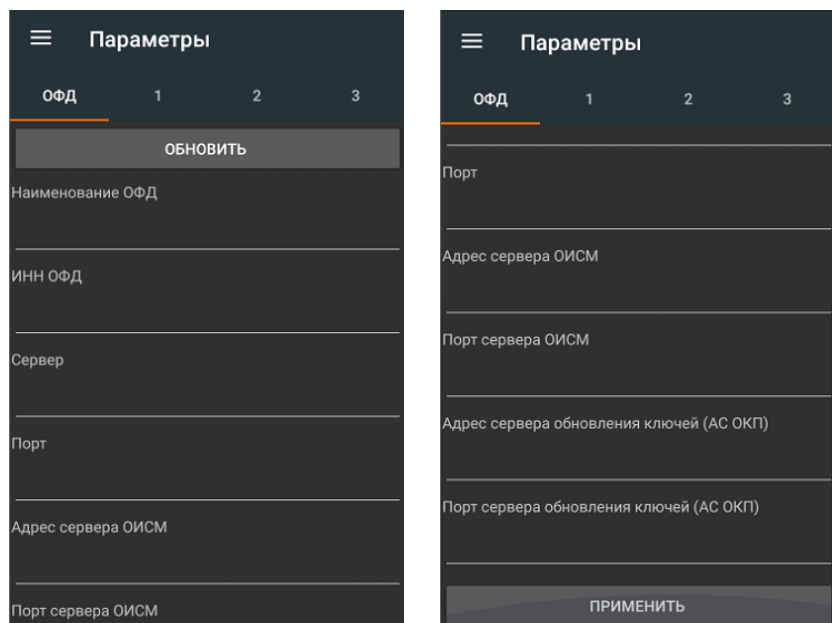 Параметры
ОФД 1 2 3
ОБНОВИТЬ
Наименование ОФД
ИНН ОФД
Сервер
Порт
Адрес сервера ОИСМ
Порт сервера ОИСМ
Параметры
ОФД 1 2 3
Порт
Адрес сервера ОИСМ
Порт сервера ОИСМ
Адрес сервера обновления ключей (АС ОКП)
Порт сервера обновления ключей (АС ОКП)
ПРИМЕНИТЬ